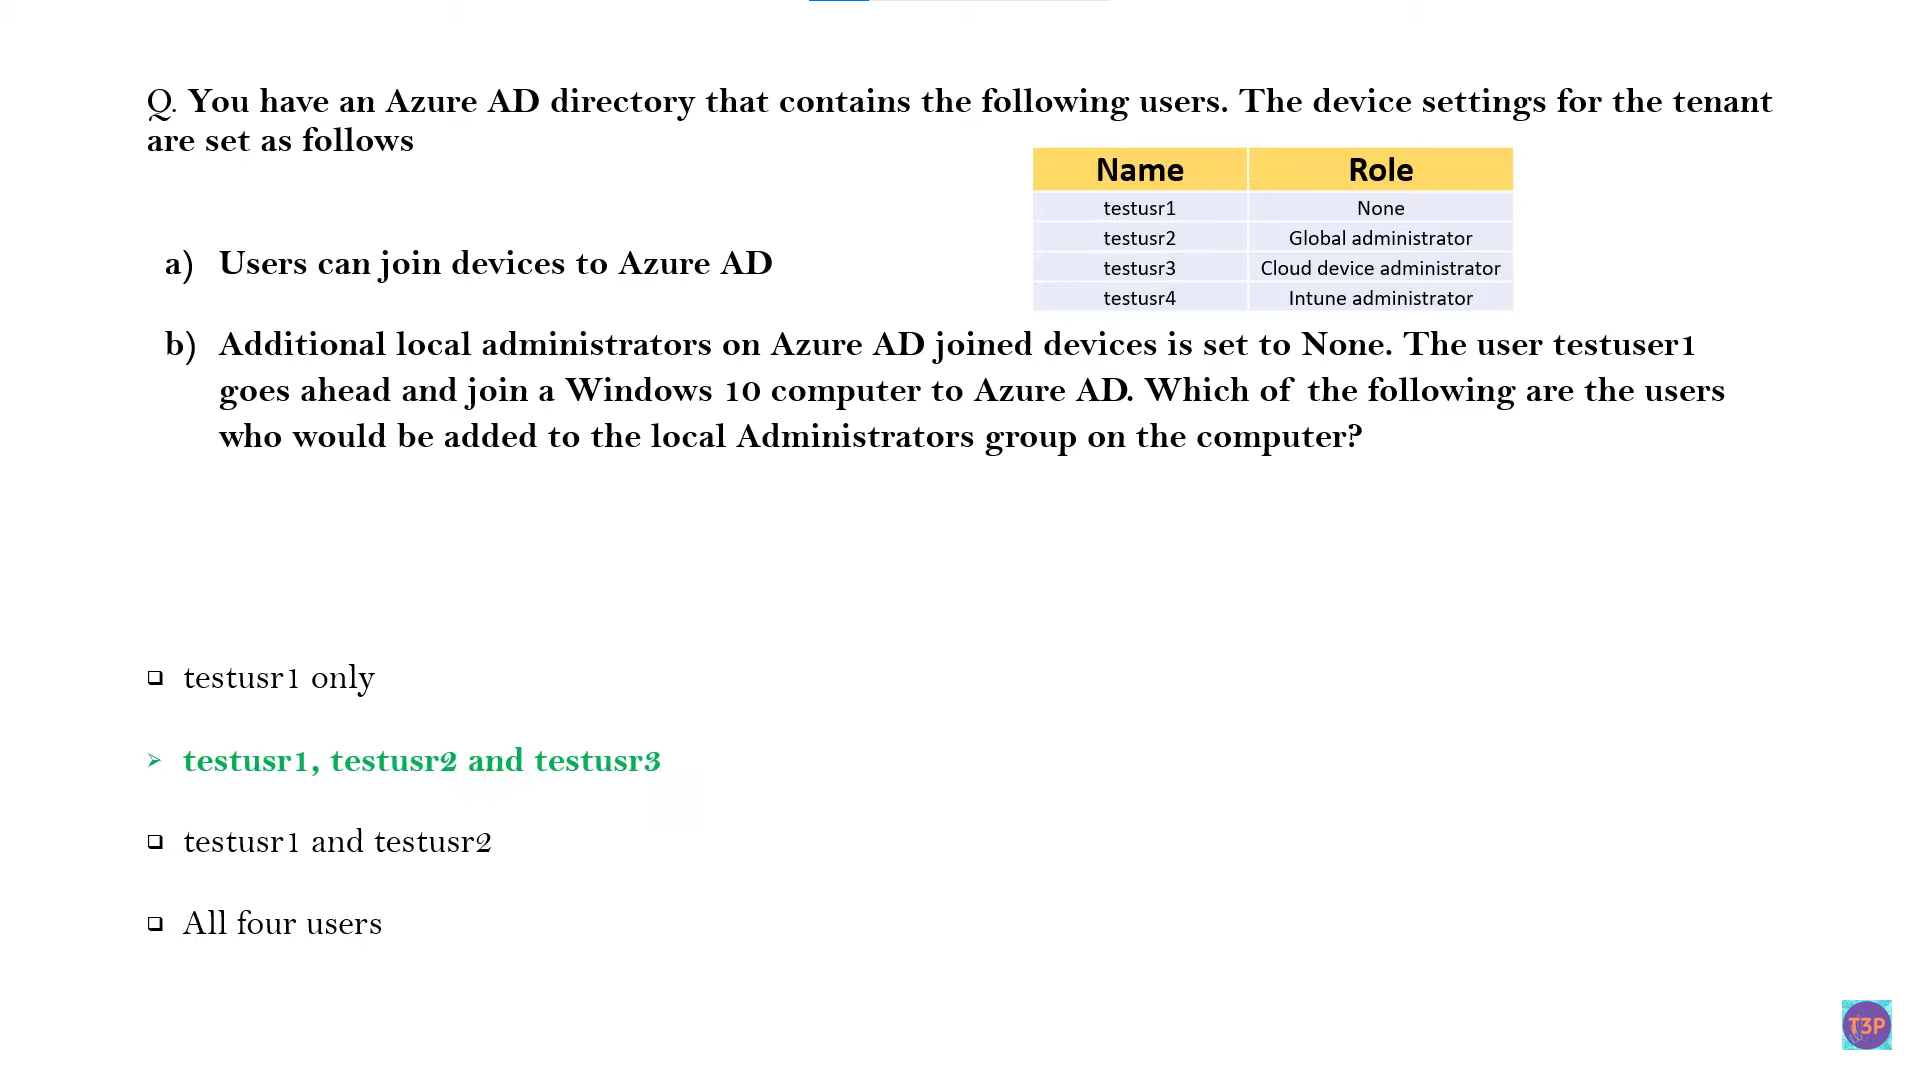 Q. You have an Azure AD directory that contains the following users. The device settings for the tenant
are set as follows
Name Role
testusr1 None
testusr2 Global administrator
testusr3 Cloud device administrator
testusr4 Intune administrator
a) Users can join devices to Azure AD
b) Additional local administrators on Azure AD joined devices is set to None. The user testuser1
goes ahead and join a Windows 10 computer to Azure AD. Which of the following are the users
who would be added to the local Administrators group on the computer?
testusr1 only
testusr1, testusr2 and testusr3
testusr1 and testusr2
All four users
T3P